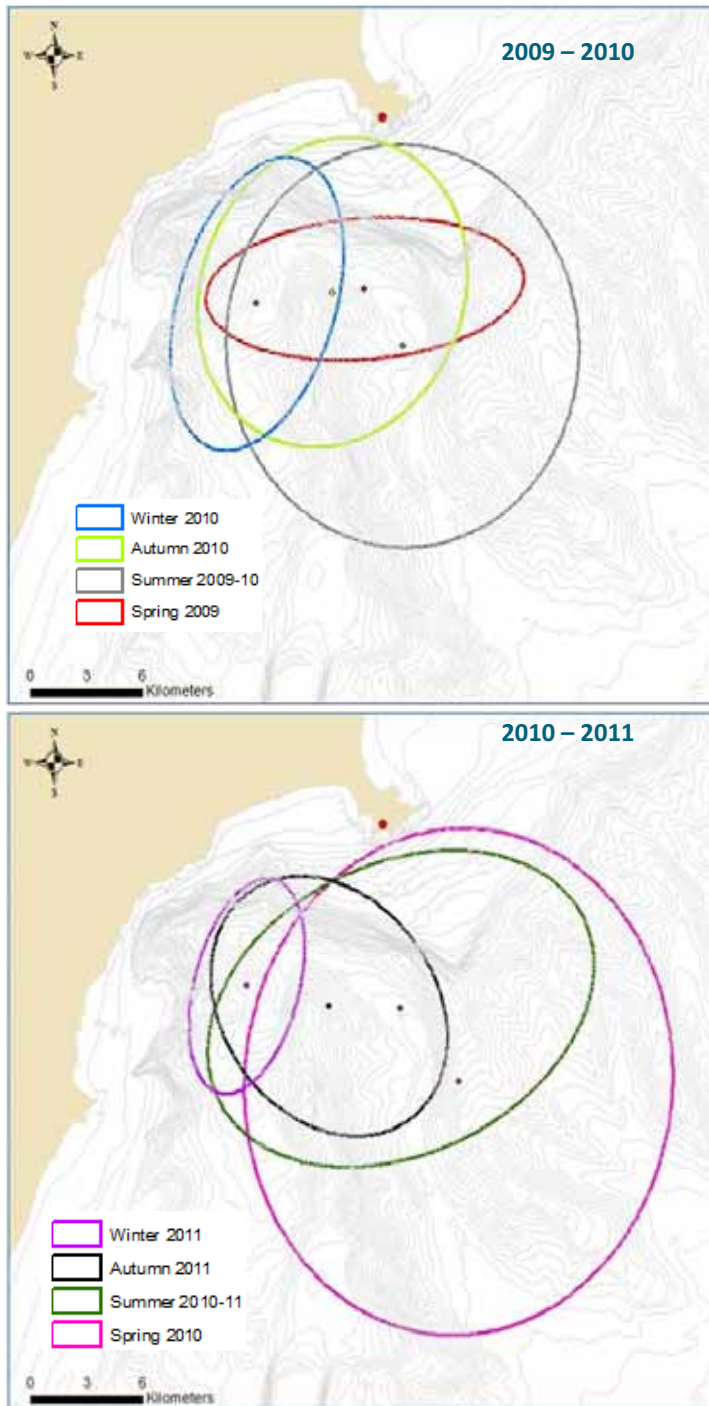 2009 – 2010
N
W E
S
Winter 2010
Autumn 2010
Summer 2009-10
Spring 2009
0 3 6
Kilometers
2010 – 2011
N
W E
S
Winter 2011
Autumn 2011
Summer 2010-11
Spring 2010
0 3 6
Kilometers